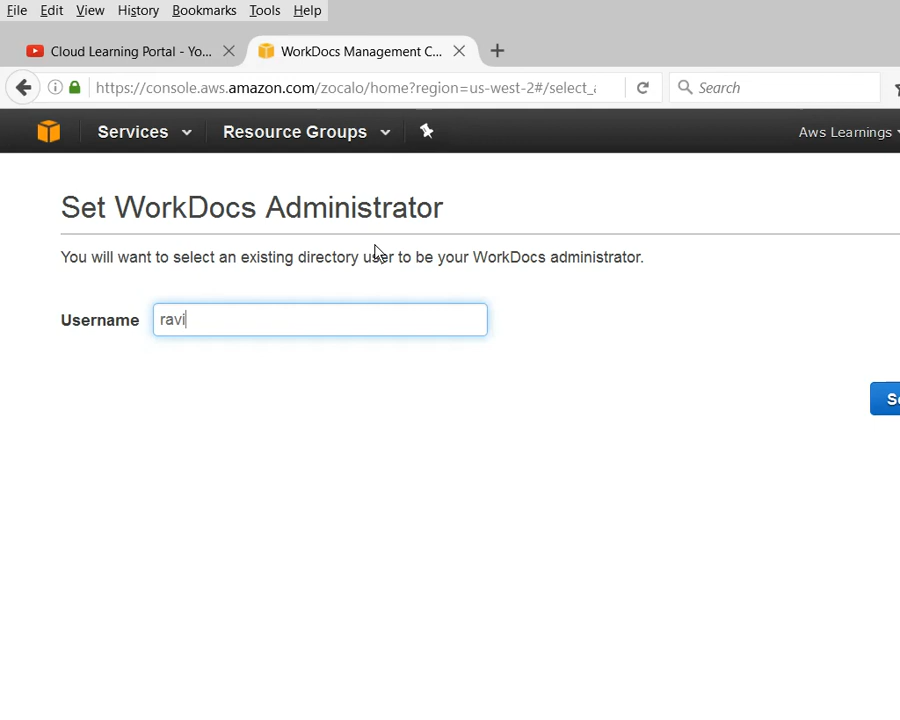 File Edit View History Bookmarks Tools Help
Cloud Learning Portal - Yo... WorkDocs Management C...
https://console.aws.amazon.com/zocalo/home?region=us-west-2#/select_ Search
Services Resource Groups Aws Learnings
Set WorkDocs Administrator
You will want to select an existing directory user to be your WorkDocs administrator.
Username ravi